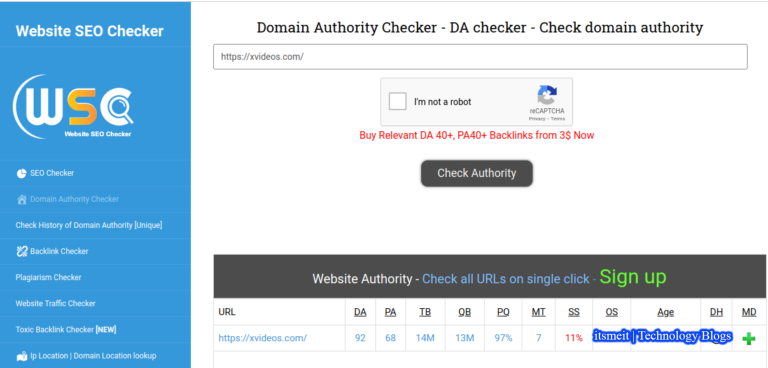 Website SEO Checker
WSC
Website SEO Checker
SEO Checker
Domain Authority Checker
Check History of Domain Authority [Unique]
Backlink Checker
Plagiarism Checker
Website Traffic Checker
Toxic Backlink Checker [NEW]
Ip Location | Domain Location lookup
Domain Authority Checker - DA checker - Check domain authority
https://xvideos.com/
I'm not a robot
reCAPTCHA
Privacy - Terms
Buy Relevant DA 40+, PA40+ Backlinks from 3$ Now
Check Authority
Website Authority - Check all URLs on single click - Sign up
URL DA PA TB QB PQ MT SS OS Age DH MD
https://xvideos.com/ 92 68 14M 13M 97% 7 11% itsmeit | Technology Blogs